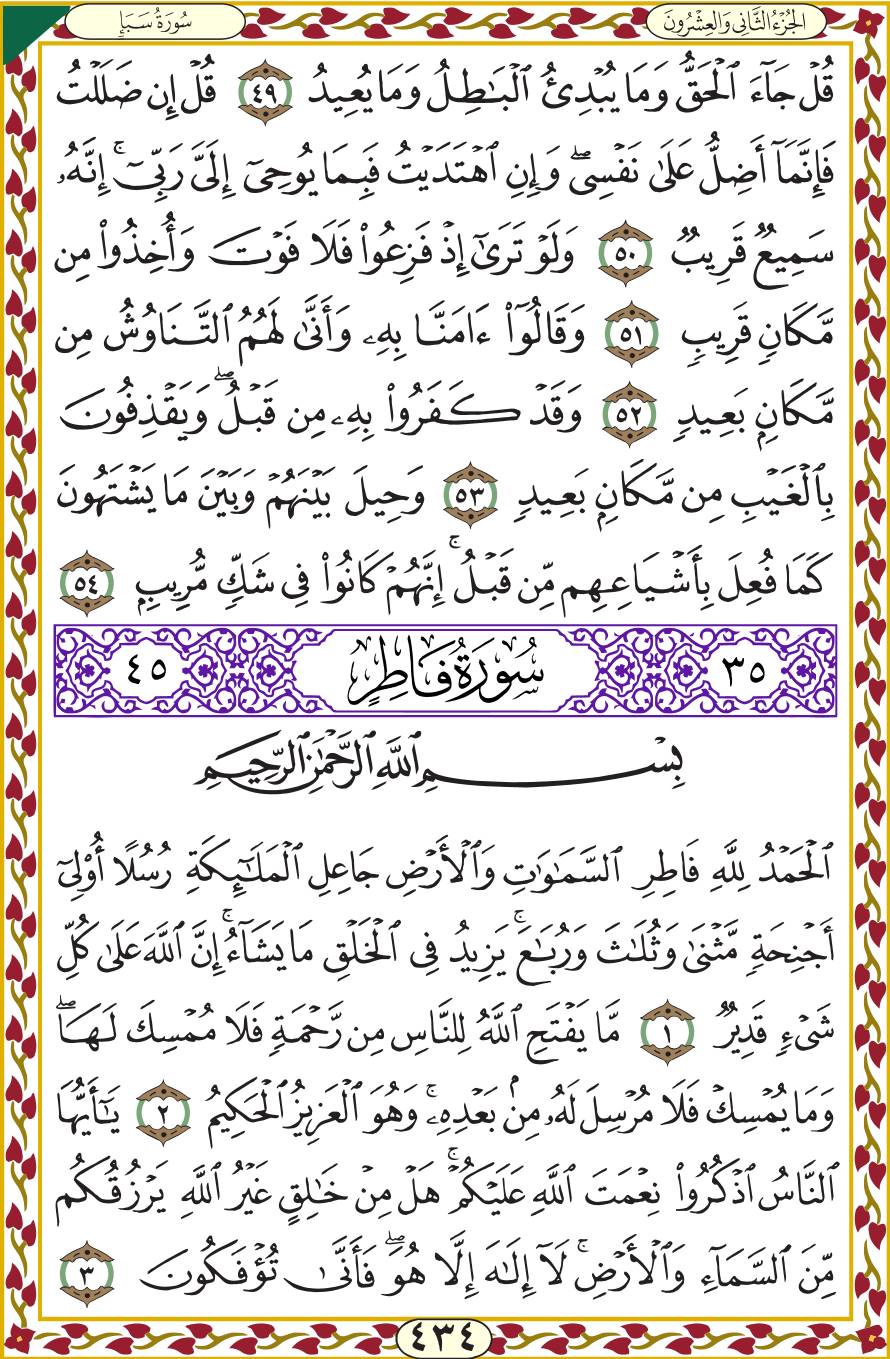 الجُزْءُ الثَّانِي وَالعِشْرُونَ
سُورَةُ سَبَإٍ
قُلۡ جَآءَ ٱلۡحَقُّ وَمَا يُبۡدِئُ ٱلۡبَٰطِلُ وَمَا يُعِيدُ ٤٩ قُلۡ إِن ضَلَلۡتُ
فَإِنَّمَآ أَضِلُّ عَلَىٰ نَفۡسِيۖ وَإِنِ ٱهۡتَدَيۡتُ فَبِمَا يُوحِيٓ إِلَيَّ رَبِّيٓۚ إِنَّهُۥ
سَمِيعٞ قَرِيبٞ ٥٠ وَلَوۡ تَرَىٰٓ إِذۡ فَزِعُواْ فَلَا فَوۡتَ وَأُخِذُواْ مِن
مَّكَانٖ قَرِيبٖ ٥١ وَقَالُوٓاْ ءَامَنَّا بِهِۦ وَأَنَّىٰ لَهُمُ ٱلتَّنَاوُشُ مِن
مَّكَانِۭ بَعِيدٖ ٥٢ وَقَدۡ كَفَرُواْ بِهِۦ مِن قَبۡلُۖ وَيَقۡذِفُونَ
بِٱلۡغَيۡبِ مِن مَّكَانِۭ بَعِيدٖ ٥٣ وَحِيلَ بَيۡنَهُمۡ وَبَيۡنَ مَا يَشۡتَهُونَ
كَمَا فُعِلَ بِأَشۡيَاعِهِم مِّن قَبۡلُۚ إِنَّهُمۡ كَانُواْ فِي شَكّٖ مُّرِيبِۭ ٥٤
٣٥ سُورَةُ فَاطِرٍ ٤٥
بِسۡمِ ٱللَّهِ ٱلرَّحۡمَٰنِ ٱلرَّحِيمِ
ٱلۡحَمۡدُ لِلَّهِ فَاطِرِ ٱلسَّمَٰوَٰتِ وَٱلۡأَرۡضِ جَاعِلِ ٱلۡمَلَٰٓئِكَةِ رُسُلًا أُوْلِيٓ
أَجۡنِحَةٖ مَّثۡنَىٰ وَثُلَٰثَ وَرُبَٰعَۚ يَزِيدُ فِي ٱلۡخَلۡقِ مَا يَشَآءُۚ إِنَّ ٱللَّهَ عَلَىٰ كُلِّ
شَيۡءٖ قَدِيرٞ ١ مَّا يَفۡتَحِ ٱللَّهُ لِلنَّاسِ مِن رَّحۡمَةٖ فَلَا مُمۡسِكَ لَهَاۖ
وَمَا يُمۡسِكۡ فَلَا مُرۡسِلَ لَهُۥ مِنۢ بَعۡدِهِۦۚ وَهُوَ ٱلۡعَزِيزُ ٱلۡحَكِيمُ ٢ يَٰٓأَيُّهَا
ٱلنَّاسُ ٱذۡكُرُواْ نِعۡمَتَ ٱللَّهِ عَلَيۡكُمۡۚ هَلۡ مِنۡ خَٰلِقٍ غَيۡرُ ٱللَّهِ يَرۡزُقُكُم
مِّنَ ٱلسَّمَآءِ وَٱلۡأَرۡضِۚ لَآ إِلَٰهَ إِلَّا هُوَۖ فَأَنَّىٰ تُؤۡفَكُونَ ٣
٤٣٤